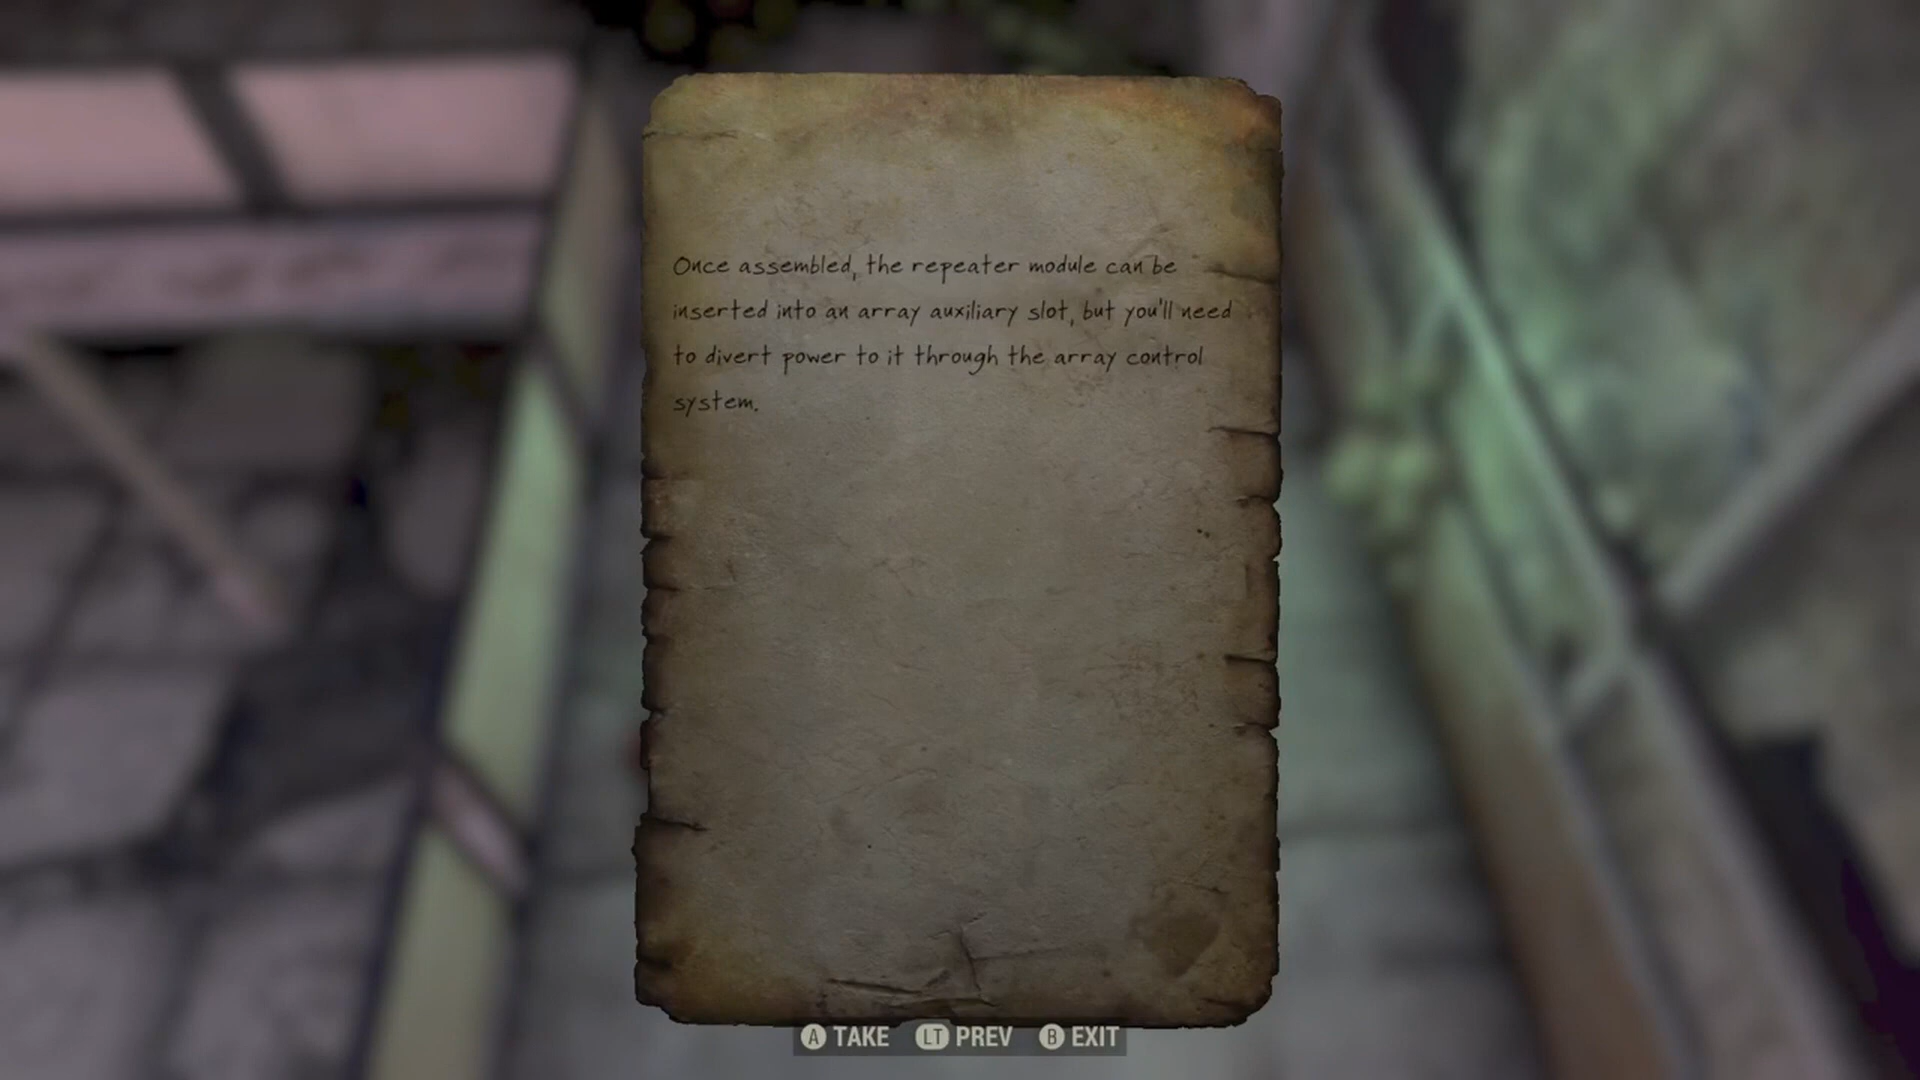 Once assembled, the repeater module can be
inserted into an array auxiliary slot, but you'll need
to divert power to it through the array control
system.
A TAKE LT PREV B EXIT